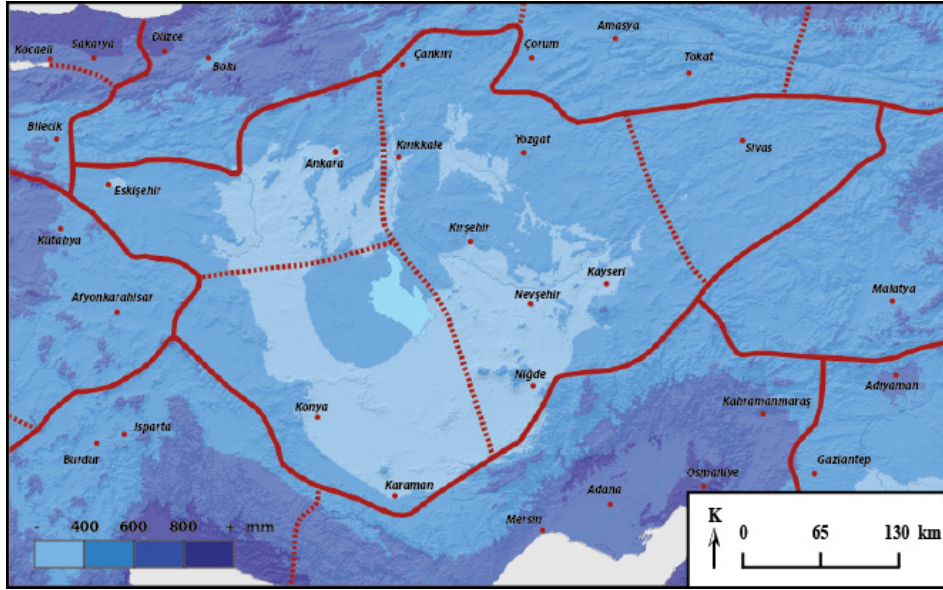 Kocaeli
Sakarya
Düzce
Bolu
Çankırı
Çorum
Amasya
Tokat
Bilecik
Ankara
Kırıkkale
Yozgat
Sivas
Eskişehir
Kütahya
Kırşehir
Kayseri
Nevşehir
Malatya
Afyonkarahisar
Niğde
Adıyaman
Kahramanmaraş
Konya
Isparta
Burdur
Gaziantep
Osmaniye
Karaman
Adana
Mersin
- 400 600 800 + mm
K
0 65 130 km